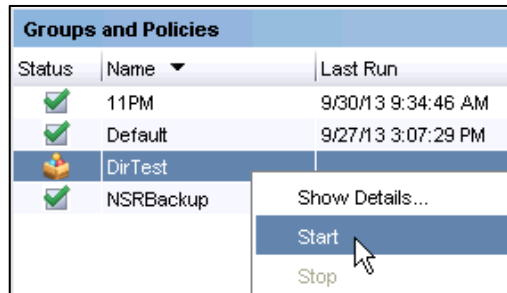 Groups and Policies
Status Name Last Run
11PM 9/30/13 9:34:46 AM
Default 9/27/13 3:07:29 PM
DirTest
NSRBackup Show Details...
Start
Stop